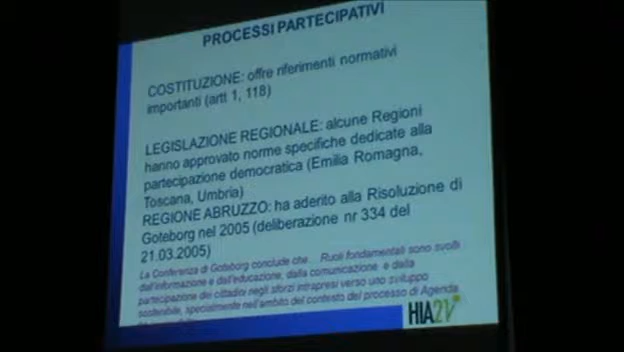 PROCESSI PARTECIPATIVI
COSTITUZIONE: offre riferimenti normativi
importanti (artt 1, 118)
LEGISLAZIONE REGIONALE: alcune Regioni
hanno approvato norme specifiche dedicate alla
partecipazione democratica (Emilia Romagna,
Toscana, Umbria)
REGIONE ABRUZZO: ha aderito alla Risoluzione di
Goteborg nel 2005 (deliberazione nr 334 del
21.03.2005)
La Conferenza di Goteborg conclude che... Ruoli fondamentali sono svolti
dall'informazione e dall'educazione, dalla comunicazione e dalla
partecipazione dei cittadini negli sforzi intrapresi verso uno sviluppo
sostenibile, specialmente nell'ambito del contesto del processo di Agenda
HIA21